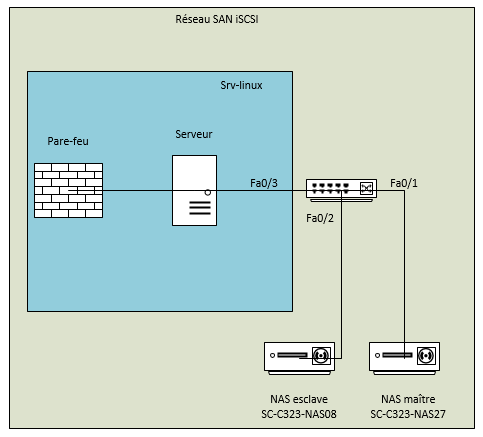 Réseau SAN iSCSI
Srv-linux
Pare-feu
Serveur
Fa0/3
Fa0/1
Fa0/2
NAS esclave
SC-C323-NAS08
NAS maître
SC-C323-NAS27